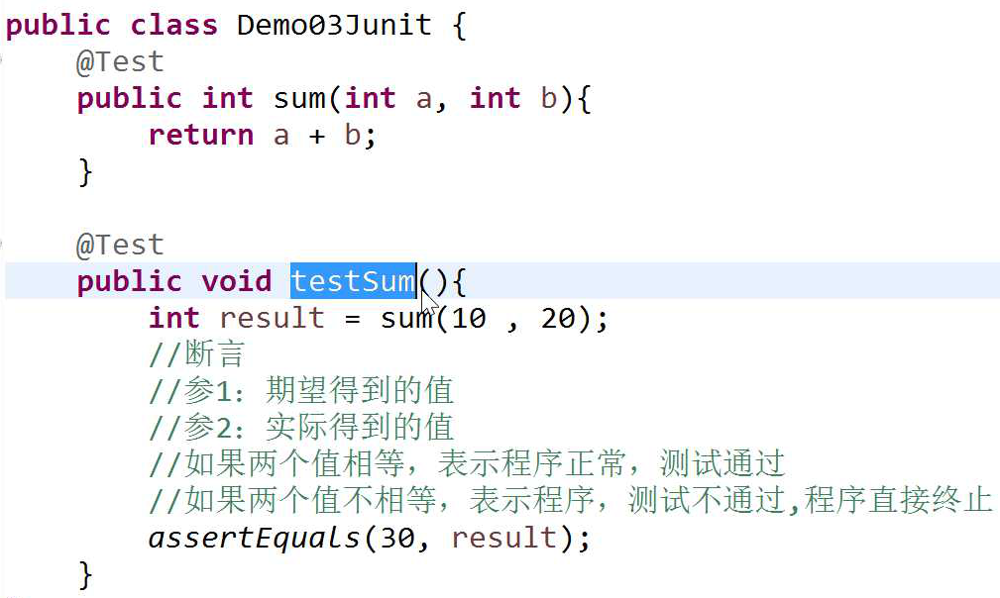 public class Demo03Junit {
@Test
public int sum(int a, int b){
return a + b;
}
@Test
public void testSum(){
int result = sum(10 , 20);
//断言
//参1：期望得到的值
//参2：实际得到的值
//如果两个值相等，表示程序正常，测试通过
//如果两个值不相等，表示程序，测试不通过,程序直接终止
assertEquals(30, result);
}